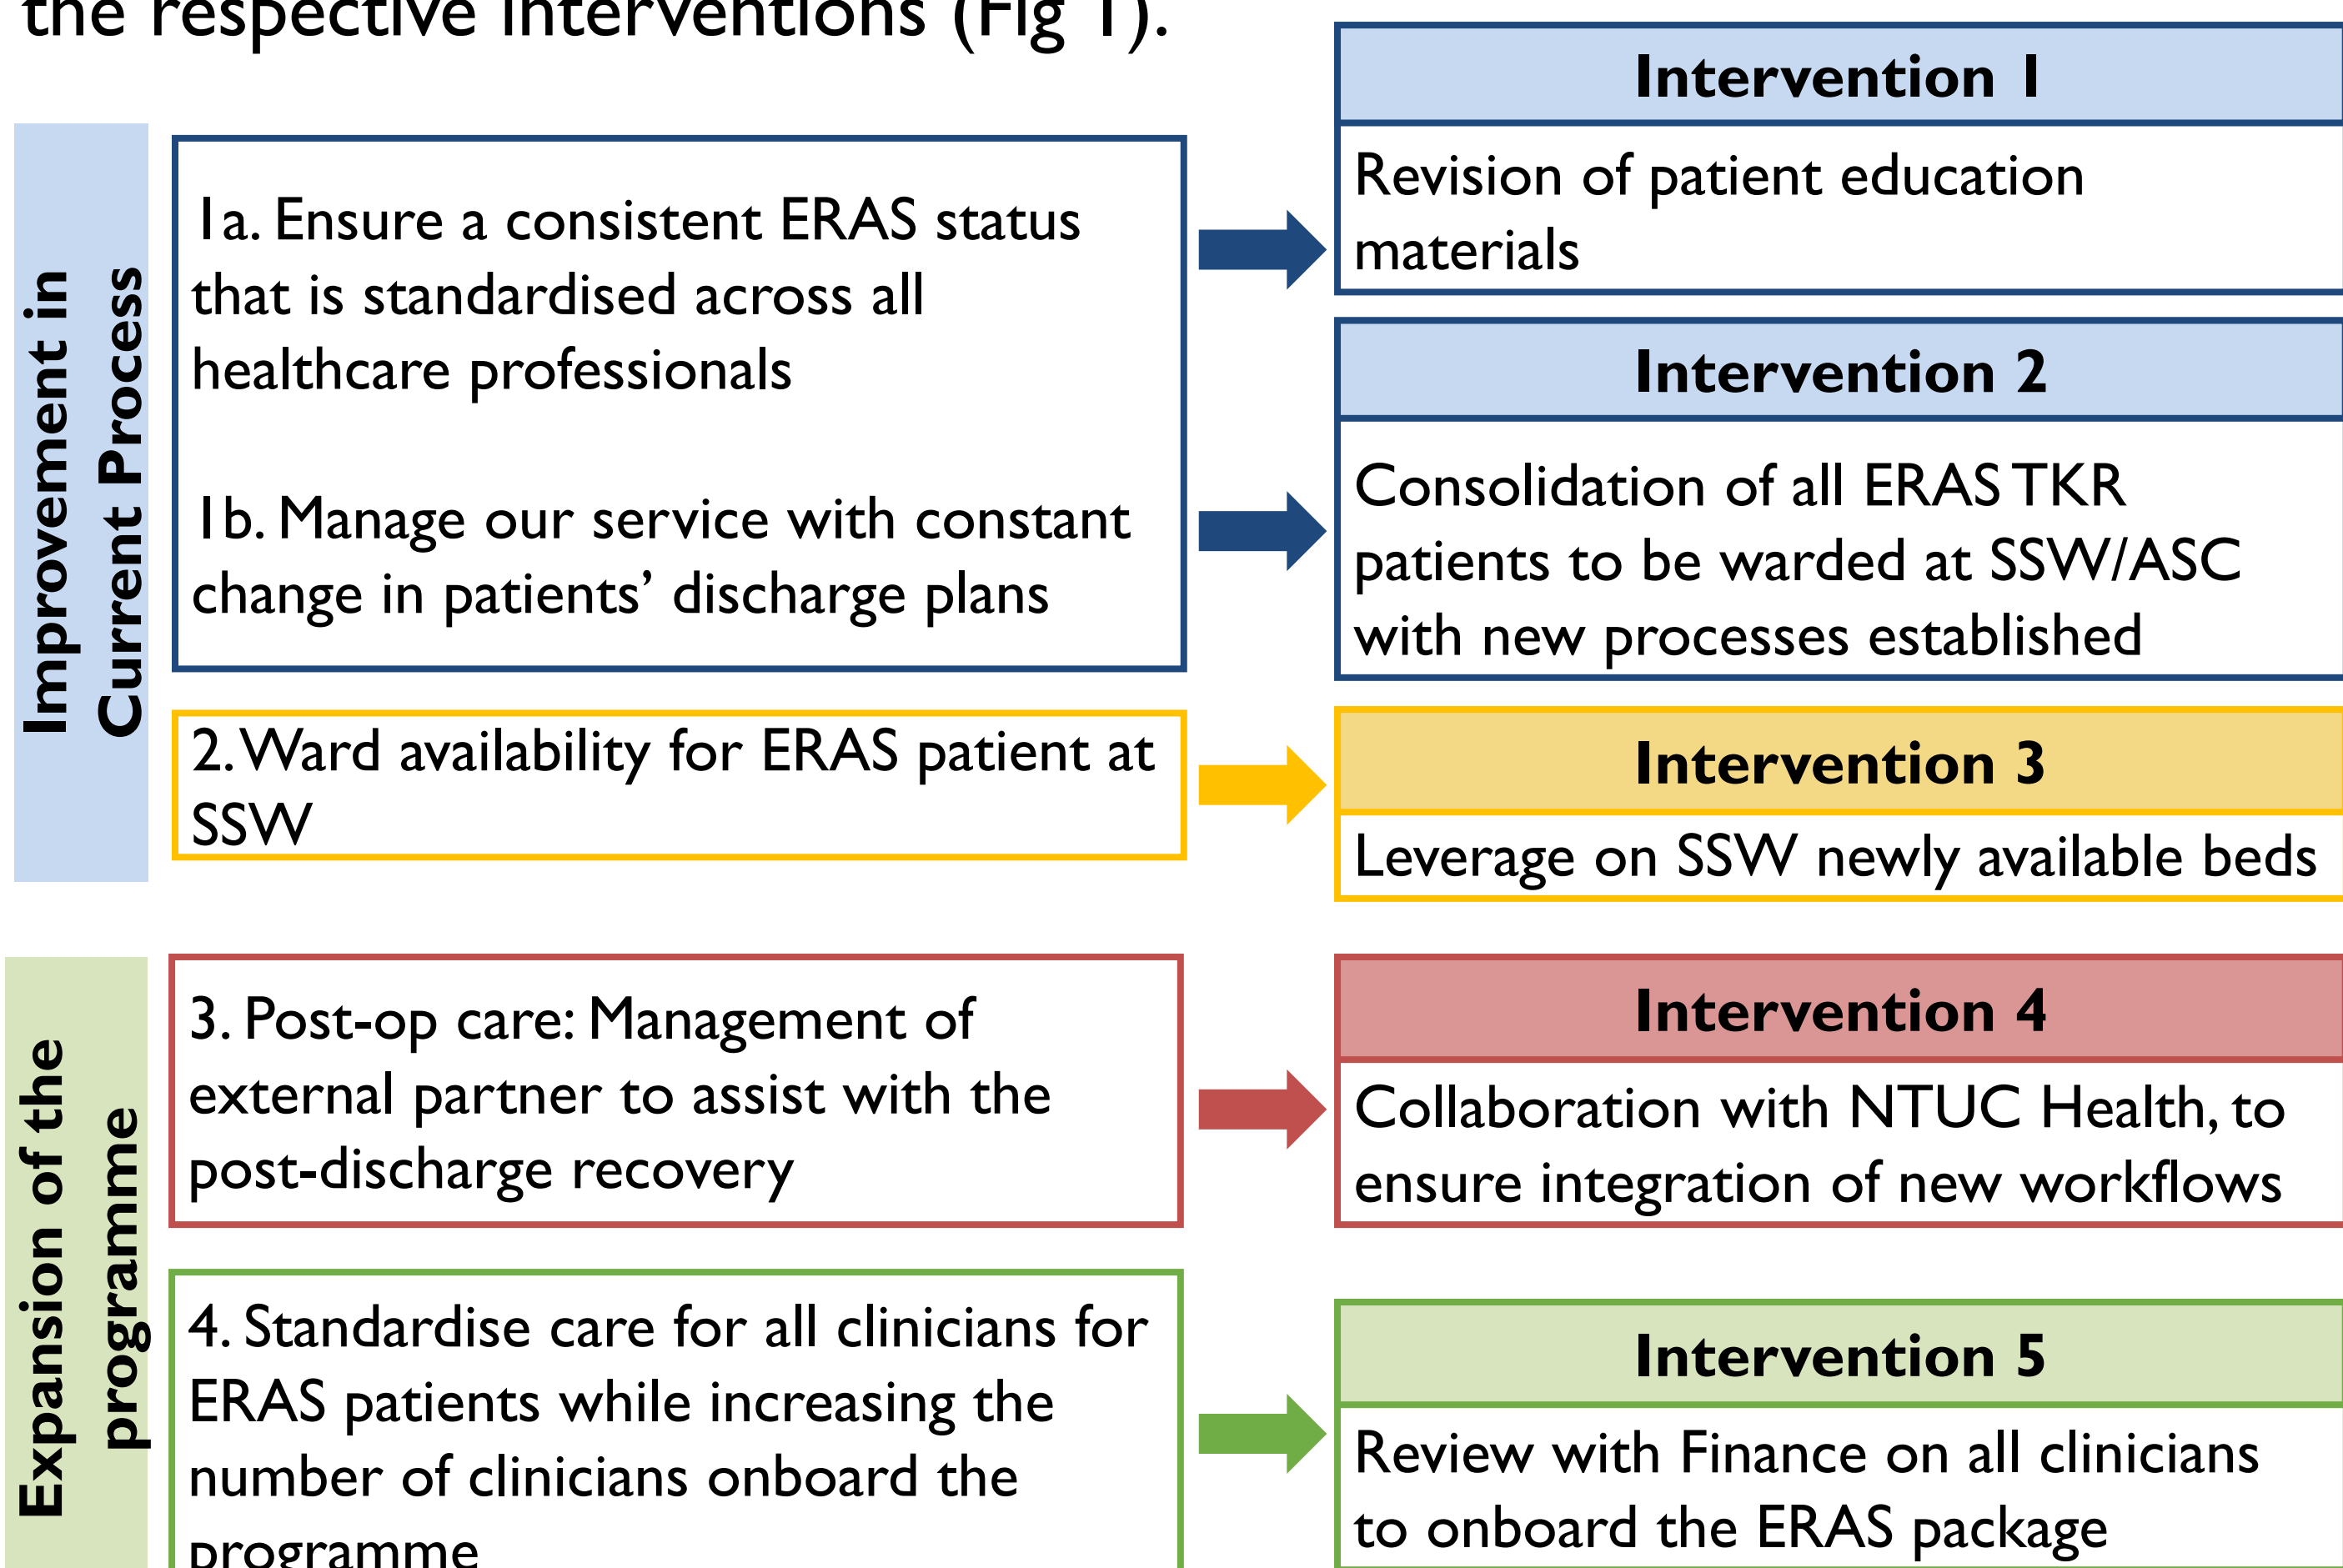 the respective interventions (Fig 1).
Improvement in
Current Process
1a. Ensure a consistent ERAS status
that is standardised across all
healthcare professionals
1b. Manage our service with constant
change in patients’ discharge plans
Intervention 1
Revision of patient education
materials
Intervention 2
Consolidation of all ERAS TKR
patients to be warded at SSW/ASC
with new processes established
2. Ward availability for ERAS patient at
SSW
Intervention 3
Leverage on SSW newly available beds
Expansion of the
programme
3. Post-op care: Management of
external partner to assist with the
post-discharge recovery
Intervention 4
Collaboration with NTUC Health, to
ensure integration of new workflows
4. Standardise care for all clinicians for
ERAS patients while increasing the
number of clinicians onboard the
programme
Intervention 5
Review with Finance on all clinicians
to onboard the ERAS package